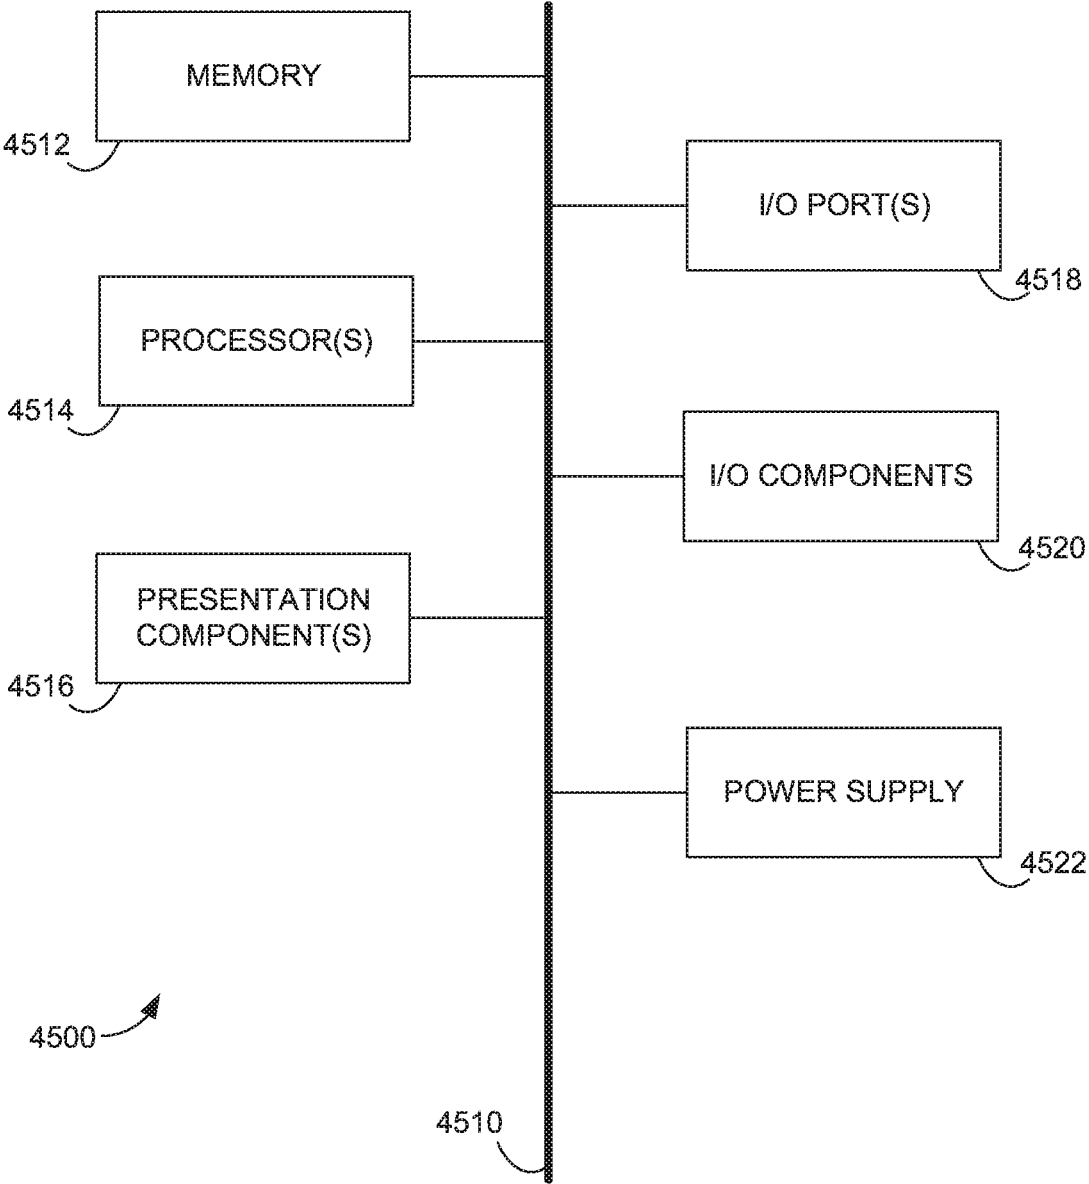 MEMORY
4512
I/O PORT(S)
4518
PROCESSOR(S)
4514
I/O COMPONENTS
4520
PRESENTATION
COMPONENT(S)
4516
POWER SUPPLY
4522
4500
4510